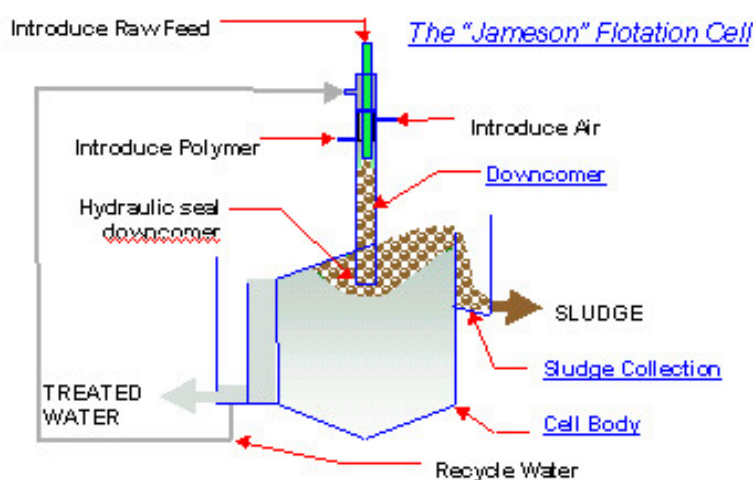 Introduce Raw Feed
The "Jameson" Flotation Cell
Introduce Air
Introduce Polymer
Downcomer
Hydraulic seal
downcomer
SLUDGE
Sludge Collection
TREATED
WATER
Cell Body
Recycle Water